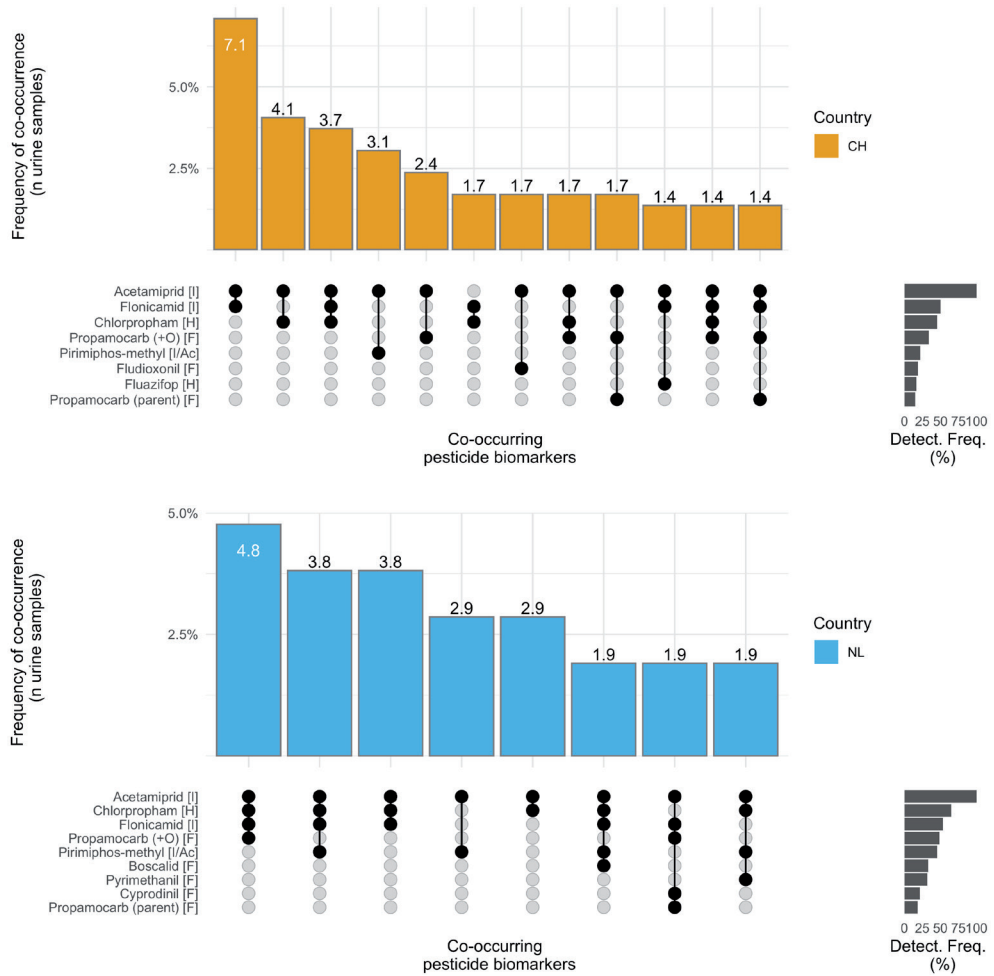 Frequency of co-occurrence
(n urine samples)
5.0%
2.5%
7.1
4.1
3.7
3.1
2.4
1.7
1.7
1.7
1.7
1.4
1.4
1.4
Country
CH
Acetamiprid [I]
Flonicamid [I]
Chlorpropham [H]
Propamocarb (+O) [F]
Pirimiphos-methyl [I/Ac]
Fludioxonil [F]
Fluazifop [H]
Propamocarb (parent) [F]
Co-occurring
pesticide biomarkers
0 25 50 75100
Detect. Freq.
(%)
Frequency of co-occurrence
(n urine samples)
5.0%
2.5%
4.8
3.8
3.8
2.9
2.9
1.9
1.9
1.9
Country
NL
Acetamiprid [I]
Chlorpropham [H]
Flonicamid [I]
Propamocarb (+O) [F]
Pirimiphos-methyl [I/Ac]
Boscalid [F]
Pyrimethanil [F]
Cyprodinil [F]
Propamocarb (parent) [F]
Co-occurring
pesticide biomarkers
0 25 50 75100
Detect. Freq.
(%)